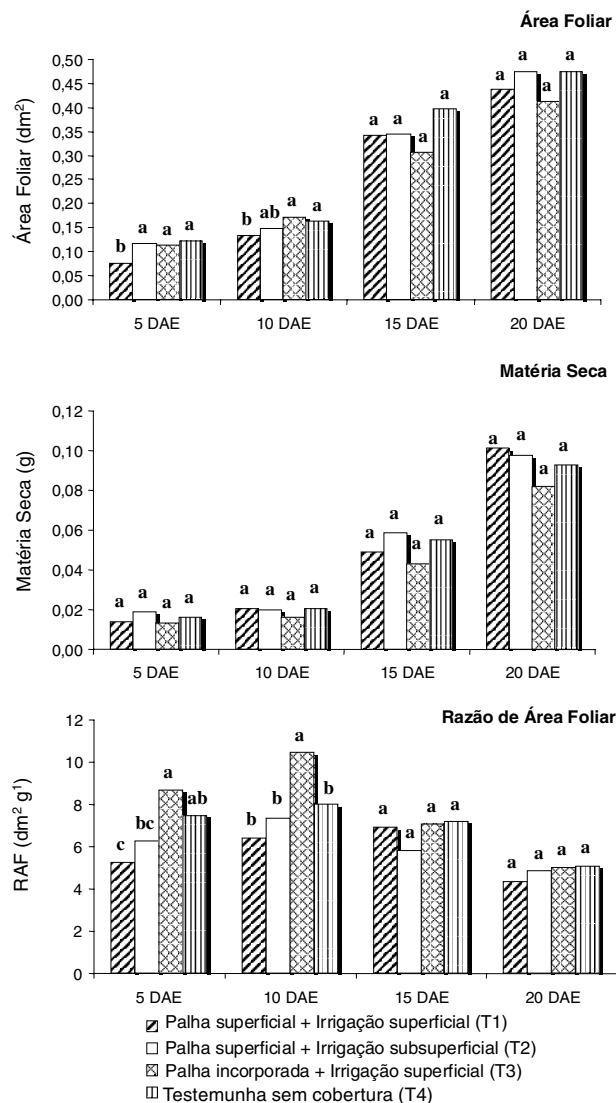 Área Foliar
0,50
0,45
0,40
0,35
0,30
0,25
0,20
0,15
0,10
0,05
0,00
Área Foliar (dm²)
b a a a
b ab a a
a a a a
a a a a
5 DAE 10 DAE 15 DAE 20 DAE
Matéria Seca
0,12
0,10
0,08
0,06
0,04
0,02
0,00
Matéria Seca (g)
a a a a
a a a a
a a a a
a a a a
5 DAE 10 DAE 15 DAE 20 DAE
Razão de Área Foliar
12
10
8
6
4
2
0
RAF (dm² g¹)
c bc a ab
b b a b
a a a a
a a a a
5 DAE 10 DAE 15 DAE 20 DAE
Palha superficial + Irrigação superficial (T1)
Palha superficial + Irrigação subsuperficial (T2)
Palha incorporada + Irrigação superficial (T3)
Testemunha sem cobertura (T4)